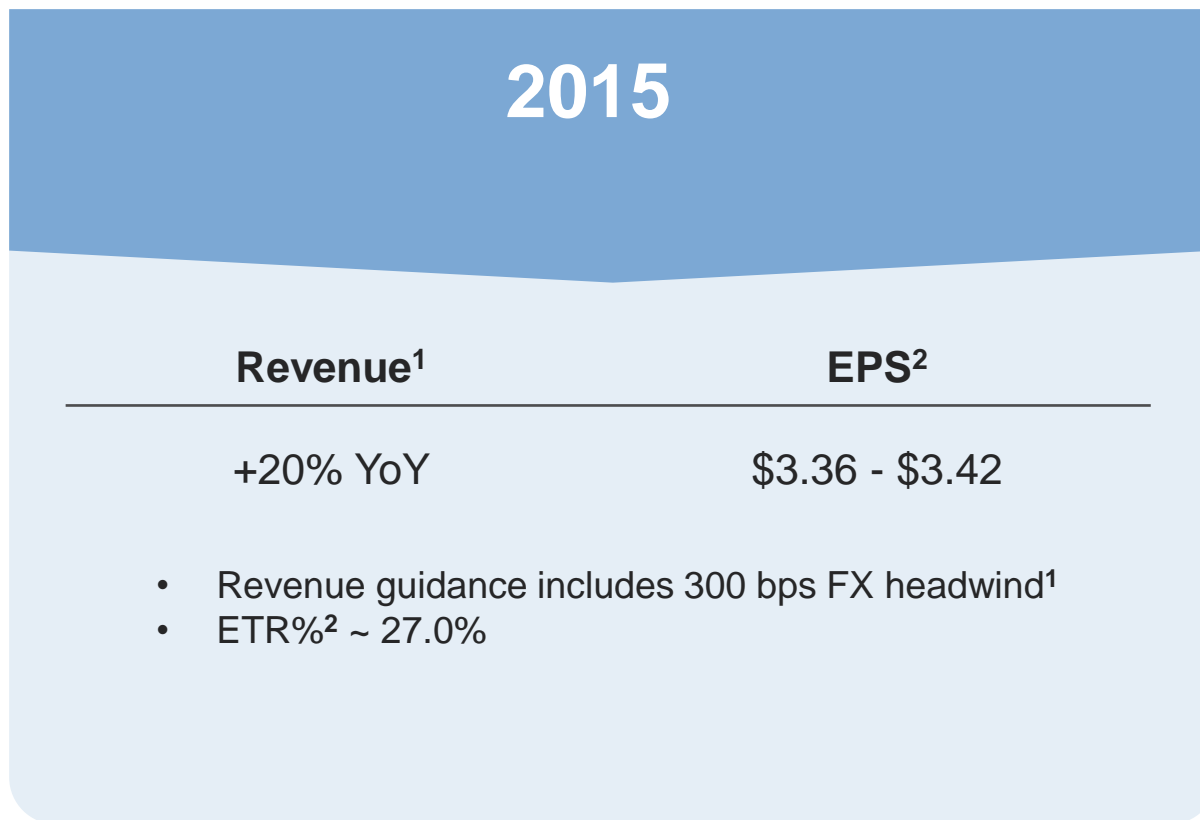 2015
Revenue¹ EPS²
+20% YoY $3.36 - $3.42
• Revenue guidance includes 300 bps FX headwind¹
• ETR%² ~ 27.0%